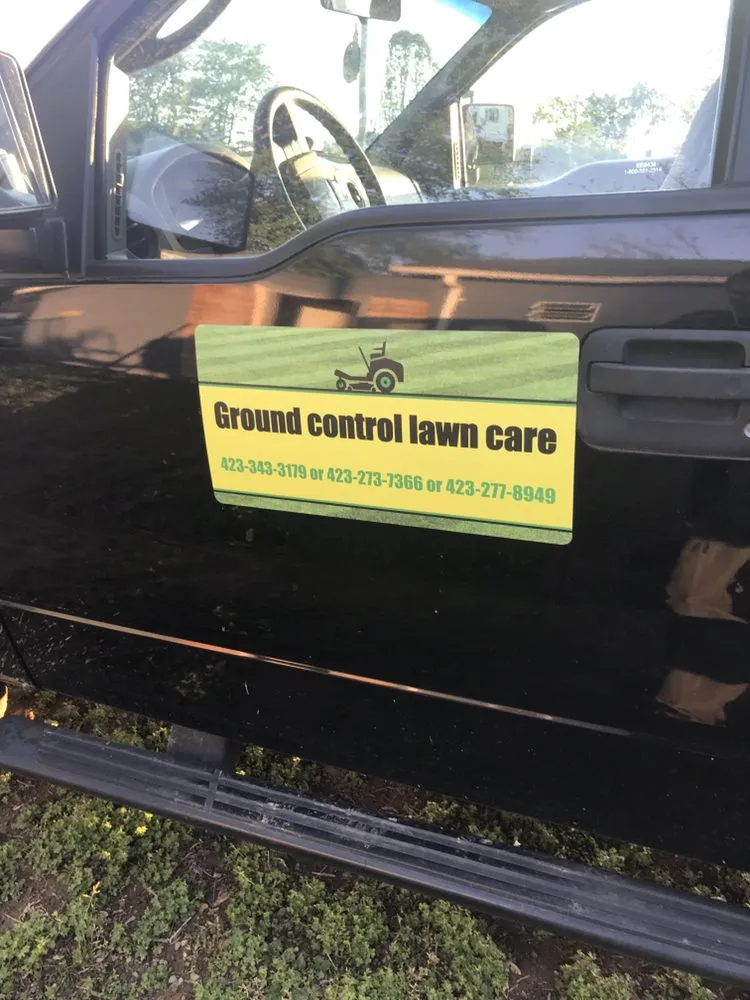 Ground control lawn care
423-343-3179 or 423-273-7366 or 423-277-8949